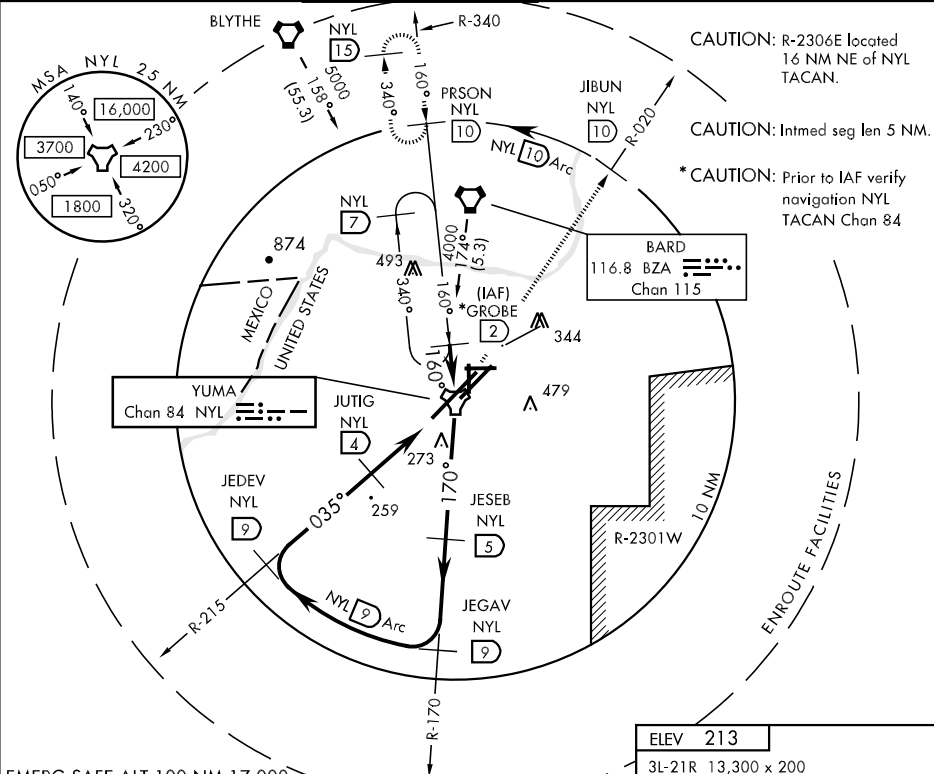 BLYTHE
5000
158°
(55.3)
NYL
15
R-340
340°
160°
CAUTION: R-2306E located
16 NM NE of NYL
TACAN.
CAUTION: Intmed seg len 5 NM.
* CAUTION: Prior to IAF verify
navigation NYL
TACAN Chan 84
MSA NYL 25 NM
140°
16,000
230°
3700
4200
050°
1800
320°
PRSON
NYL
10
JIBUN
NYL
10
R-020
NYL 10 Arc
NYL
7
874
493
340°
160°
4000
174°
(5.3)
BARD
116.8 BZA
Chan 115
MEXICO
UNITED STATES
(IAF)
*GROBE
2
344
160°
479
YUMA
Chan 84 NYL
JUTIG
NYL
4
273
259
035°
170°
JEDEV
NYL
9
JESEB
NYL
5
R-2301W
10 NM
R-215
NYL 9 Arc
JEGAV
NYL
9
R-170
ENROUTE FACILITIES
EMERG SAFE ALT 100 NM 17,000
ELEV 213
3L-21R 13,300 x 200